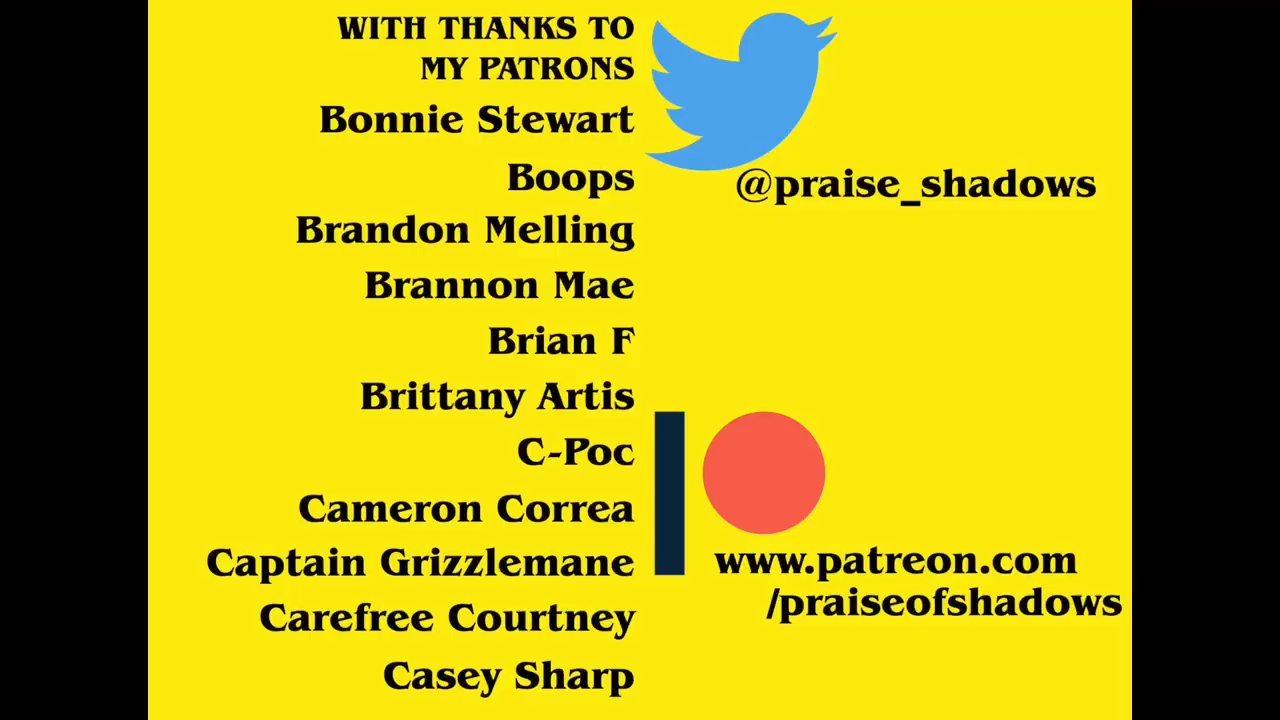 WITH THANKS TO
MY PATRONS
Bonnie Stewart
Boops
Brandon Melling
Brannon Mae
Brian F
Brittany Artis
C-Poc
Cameron Correa
Captain Grizzlemane
Carefree Courtney
Casey Sharp
@praise_shadows
www.patreon.com
/praiseofshadows